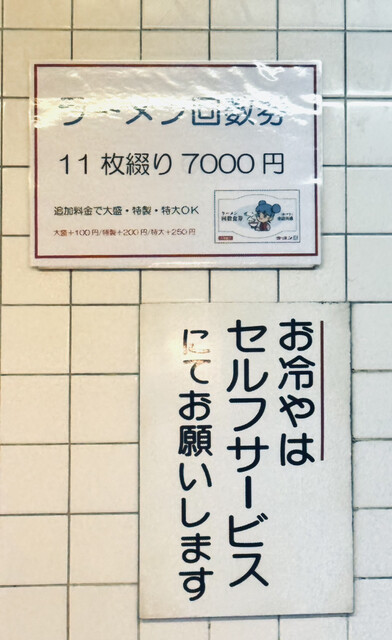 ラーメン回数券
11枚綴り7000円
追加料金で大盛・特製・特大OK
大盛+100円/特製+200円/特大+250円
お冷やは
セルフサービス
にてお願いします